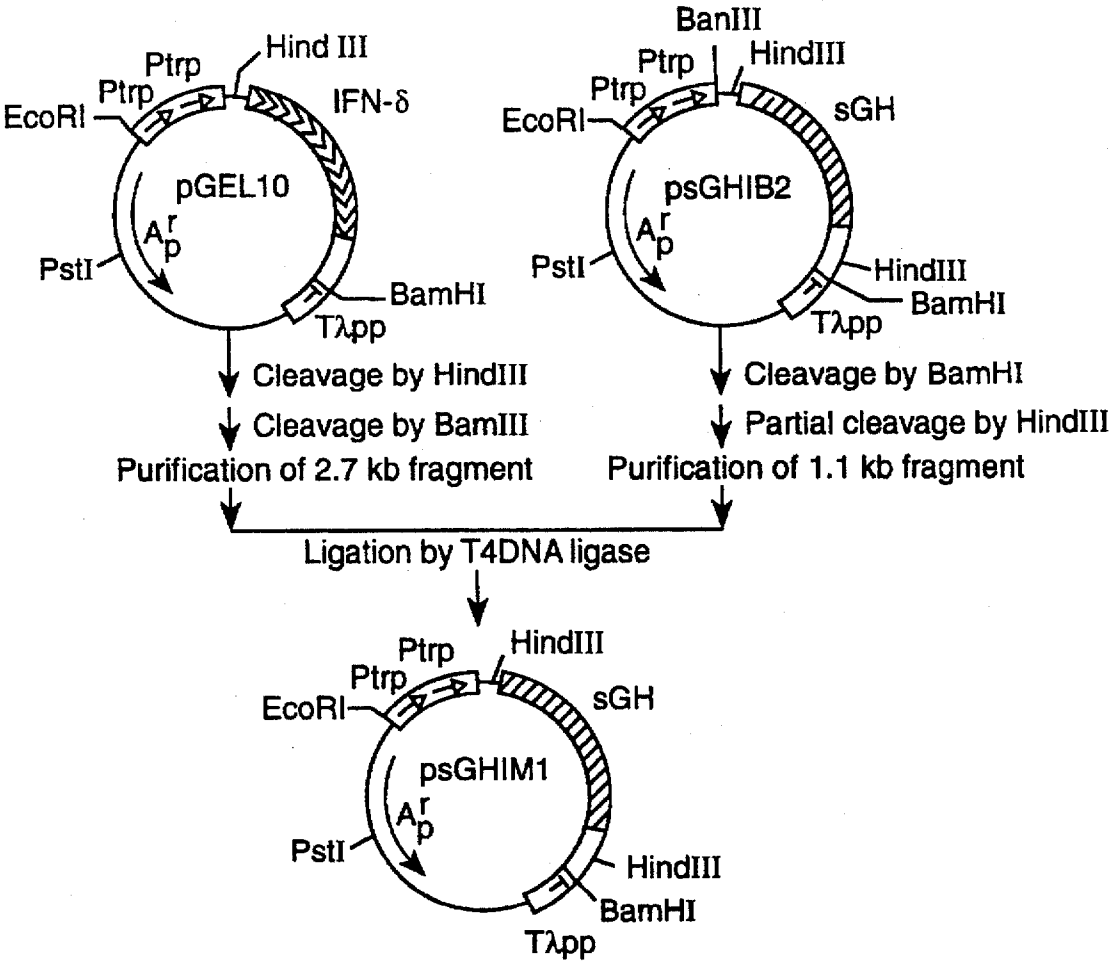 Ptrp
Ptrp
Hind III
EcoRI
IFN-δ
pGEL10
Apʳ
PstI
BamHI
Tλpp
Cleavage by HindIII
Cleavage by BamIII
Purification of 2.7 kb fragment
BanIII
Ptrp
Ptrp
HindIII
EcoRI
sGH
psGHIB2
Apʳ
PstI
HindIII
BamHI
Tλpp
Cleavage by BamHI
Partial cleavage by HindIII
Purification of 1.1 kb fragment
Ligation by T4DNA ligase
Ptrp
Ptrp
HindIII
EcoRI
sGH
psGHIM1
Apʳ
PstI
HindIII
BamHI
Tλpp